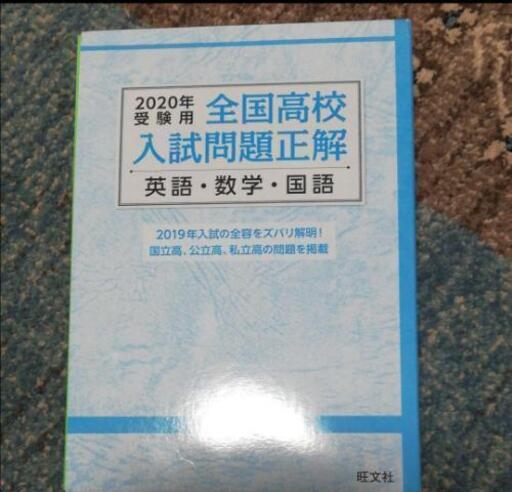 2020年
受験用
全国高校
入試問題正解
英語・数学・国語
2019年入試の全容をズバリ解明!
国立高、公立高、私立高の問題を掲載
旺文社